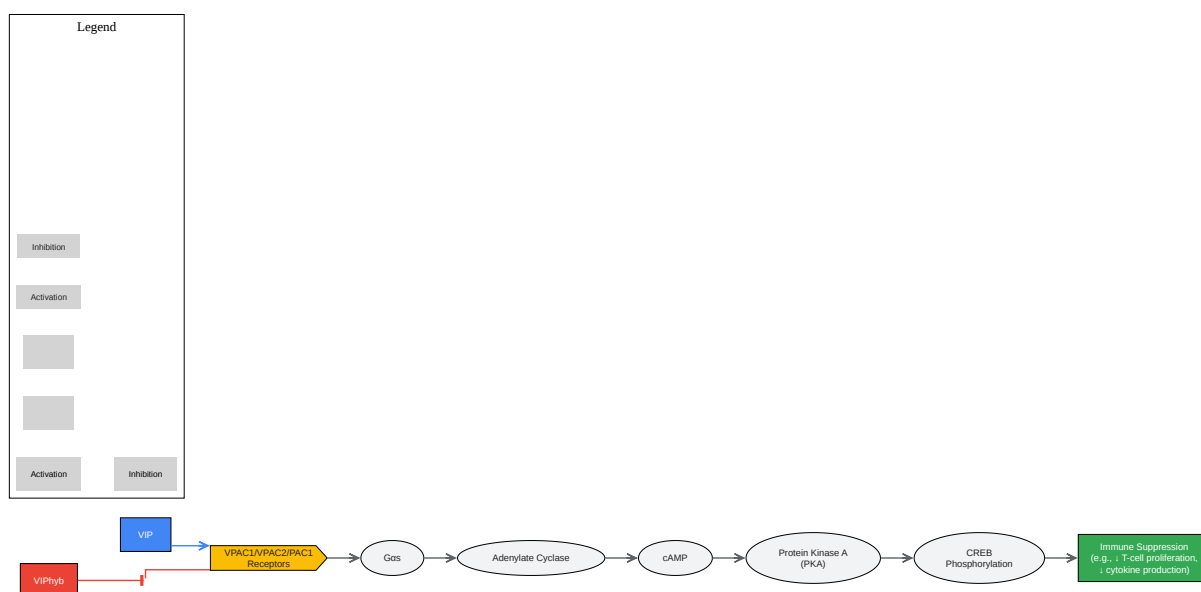 Legend
Inhibition
Activation
Activation
Inhibition
VIP
VIPhyb
VPAC1/VPAC2/PAC1
Receptors
Gαs
Adenylate Cyclase
cAMP
Protein Kinase A
(PKA)
CREB
Phosphorylation
Immune Suppression
(e.g., ↓ T-cell proliferation,
↓ cytokine production)